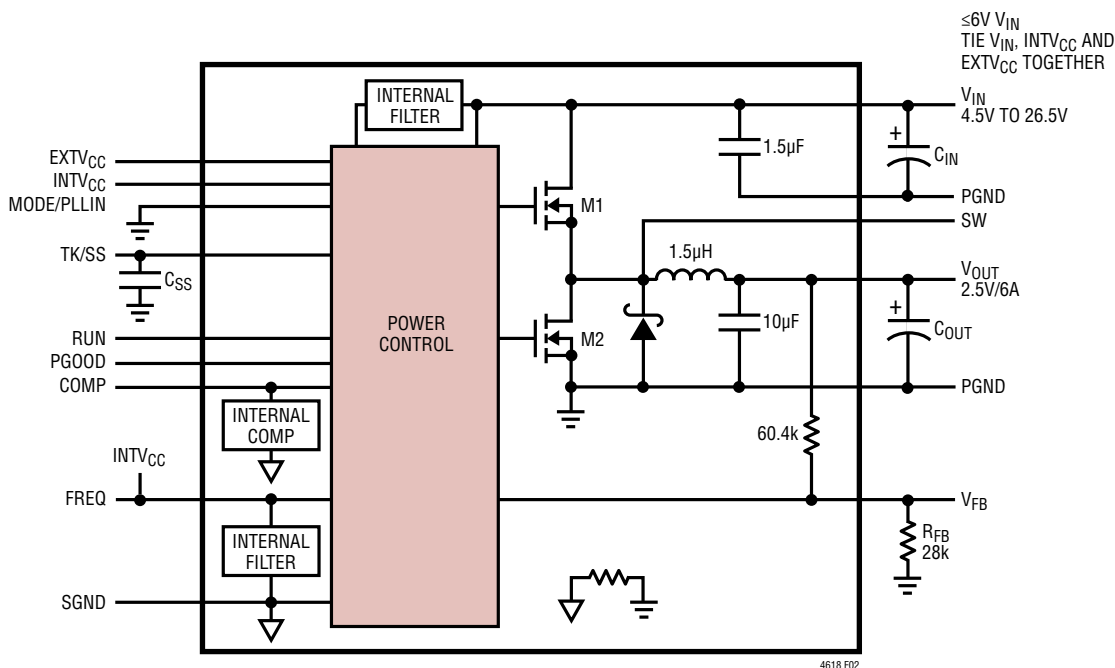 ≤6V VIN
TIE VIN, INTVCC AND
EXTVCC TOGETHER
INTERNAL
FILTER
VIN
4.5V TO 26.5V
EXTVCC
INTVCC
MODE/PLLIN
TK/SS
CSS
RUN
PGOOD
COMP
INTERNAL
COMP
INTVCC
FREQ
INTERNAL
FILTER
SGND
POWER
CONTROL
M1
M2
1.5µF
CIN
PGND
SW
1.5µH
VOUT
2.5V/6A
10µF
COUT
PGND
60.4k
VFB
RFB
28k
4618 F02